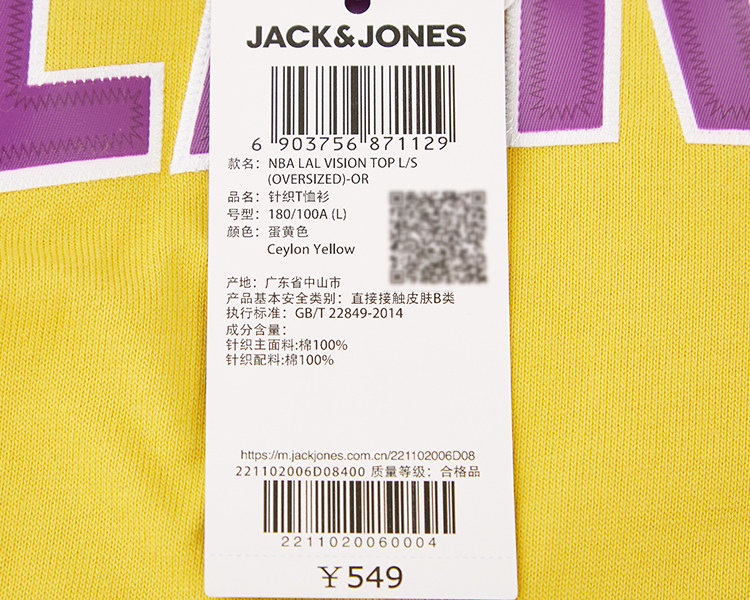 JACK&JONES
6 903756 871129
款名: NBA LAL VISION TOP L/S
(OVERSIZED)-OR
品名: 针织T恤衫
号型: 180/100A (L)
颜色: 蛋黄色
Ceylon Yellow
产地: 广东省中山市
产品基本安全类别: 直接接触皮肤B类
执行标准: GB/T 22849-2014
成分含量:
针织主面料:棉100%
针织配料:棉100%
https://m.jackjones.com.cn/221102006D08
221102006D08400 质量等级: 合格品
2211020060004
¥549